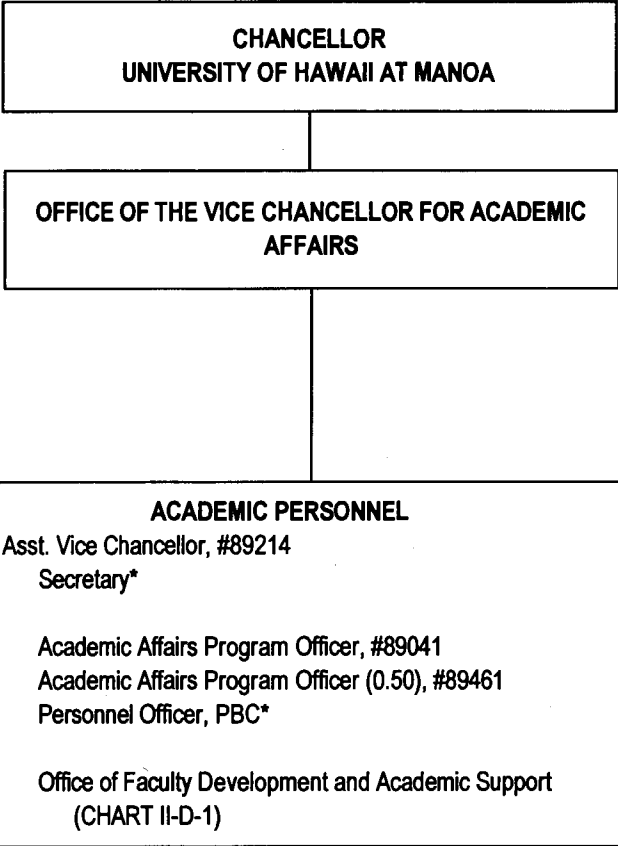 CHANCELLOR
UNIVERSITY OF HAWAII AT MANOA
OFFICE OF THE VICE CHANCELLOR FOR ACADEMIC
AFFAIRS
ACADEMIC PERSONNEL
Asst. Vice Chancellor, #89214
Secretary*
Academic Affairs Program Officer, #89041
Academic Affairs Program Officer (0.50), #89461
Personnel Officer, PBC*
Office of Faculty Development and Academic Support
(CHART II-D-1)